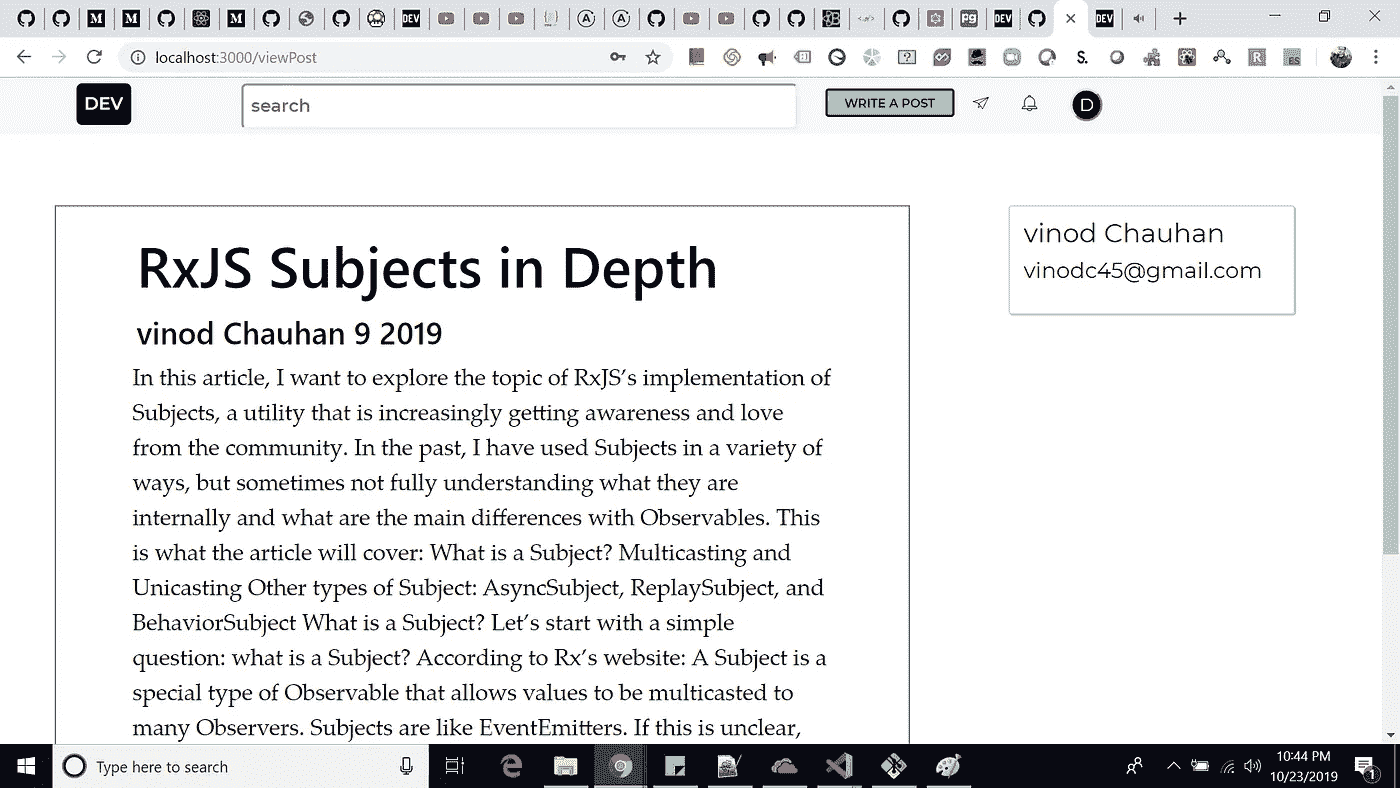 localhost:3000/viewPost
DEV
search
WRITE A POST
D
RxJS Subjects in Depth
vinod Chauhan 9 2019
In this article, I want to explore the topic of RxJS’s implementation of
Subjects, a utility that is increasingly getting awareness and love
from the community. In the past, I have used Subjects in a variety of
ways, but sometimes not fully understanding what they are
internally and what are the main differences with Observables. This
is what the article will cover: What is a Subject? Multicasting and
Unicasting Other types of Subject: AsyncSubject, ReplaySubject, and
BehaviorSubject What is a Subject? Let’s start with a simple
question: what is a Subject? According to Rx’s website: A Subject is a
special type of Observable that allows values to be multicasted to
many Observers. Subjects are like EventEmitters. If this is unclear,
vinod Chauhan
vinodc45@gmail.com
Type here to search
10:44 PM
10/23/2019
1